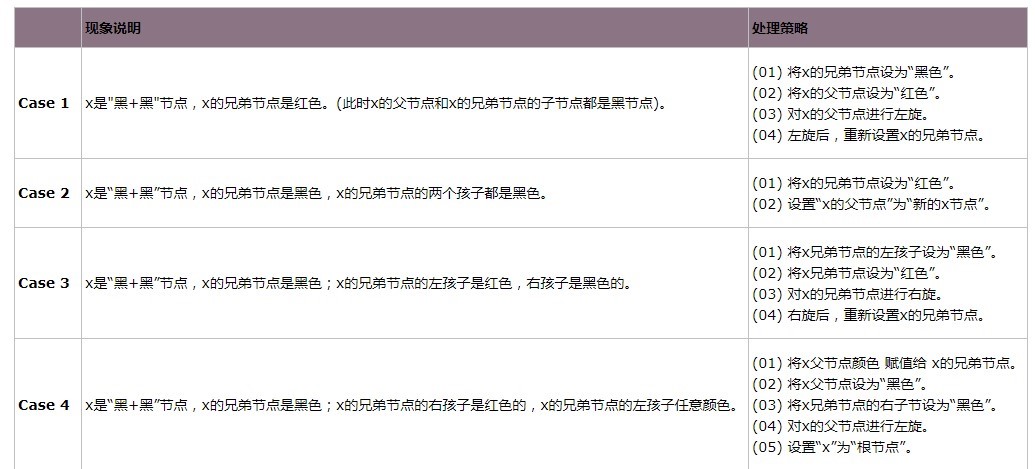 现象说明 处理策略
(01) 将x的兄弟节点设为“黑色”。
(02) 将x的父节点设为“红色”。
Case 1 x是"黑+黑"节点，x的兄弟节点是红色。(此时x的父节点和x的兄弟节点的子节点都是黑节点)。
(03) 对x的父节点进行左旋。
(04) 左旋后，重新设置x的兄弟节点。
(01) 将x的兄弟节点设为“红色”。
Case 2 x是“黑+黑”节点，x的兄弟节点是黑色，x的兄弟节点的两个孩子都是黑色。
(02) 设置“x的父节点”为“新的x节点”。
(01) 将x兄弟节点的左孩子设为“黑色”。
(02) 将x兄弟节点设为“红色”。
Case 3 x是“黑+黑”节点，x的兄弟节点是黑色；x的兄弟节点的左孩子是红色，右孩子是黑色的。
(03) 对x的兄弟节点进行右旋。
(04) 右旋后，重新设置x的兄弟节点。
(01) 将x父节点颜色 赋值给 x的兄弟节点。
(02) 将x父节点设为“黑色”。
Case 4 x是“黑+黑”节点，x的兄弟节点是黑色；x的兄弟节点的右孩子是红色的，x的兄弟节点的左孩子任意颜色。
(03) 将x兄弟节点的右子节设为“黑色”。
(04) 对x的父节点进行左旋。
(05) 设置“x”为“根节点”。